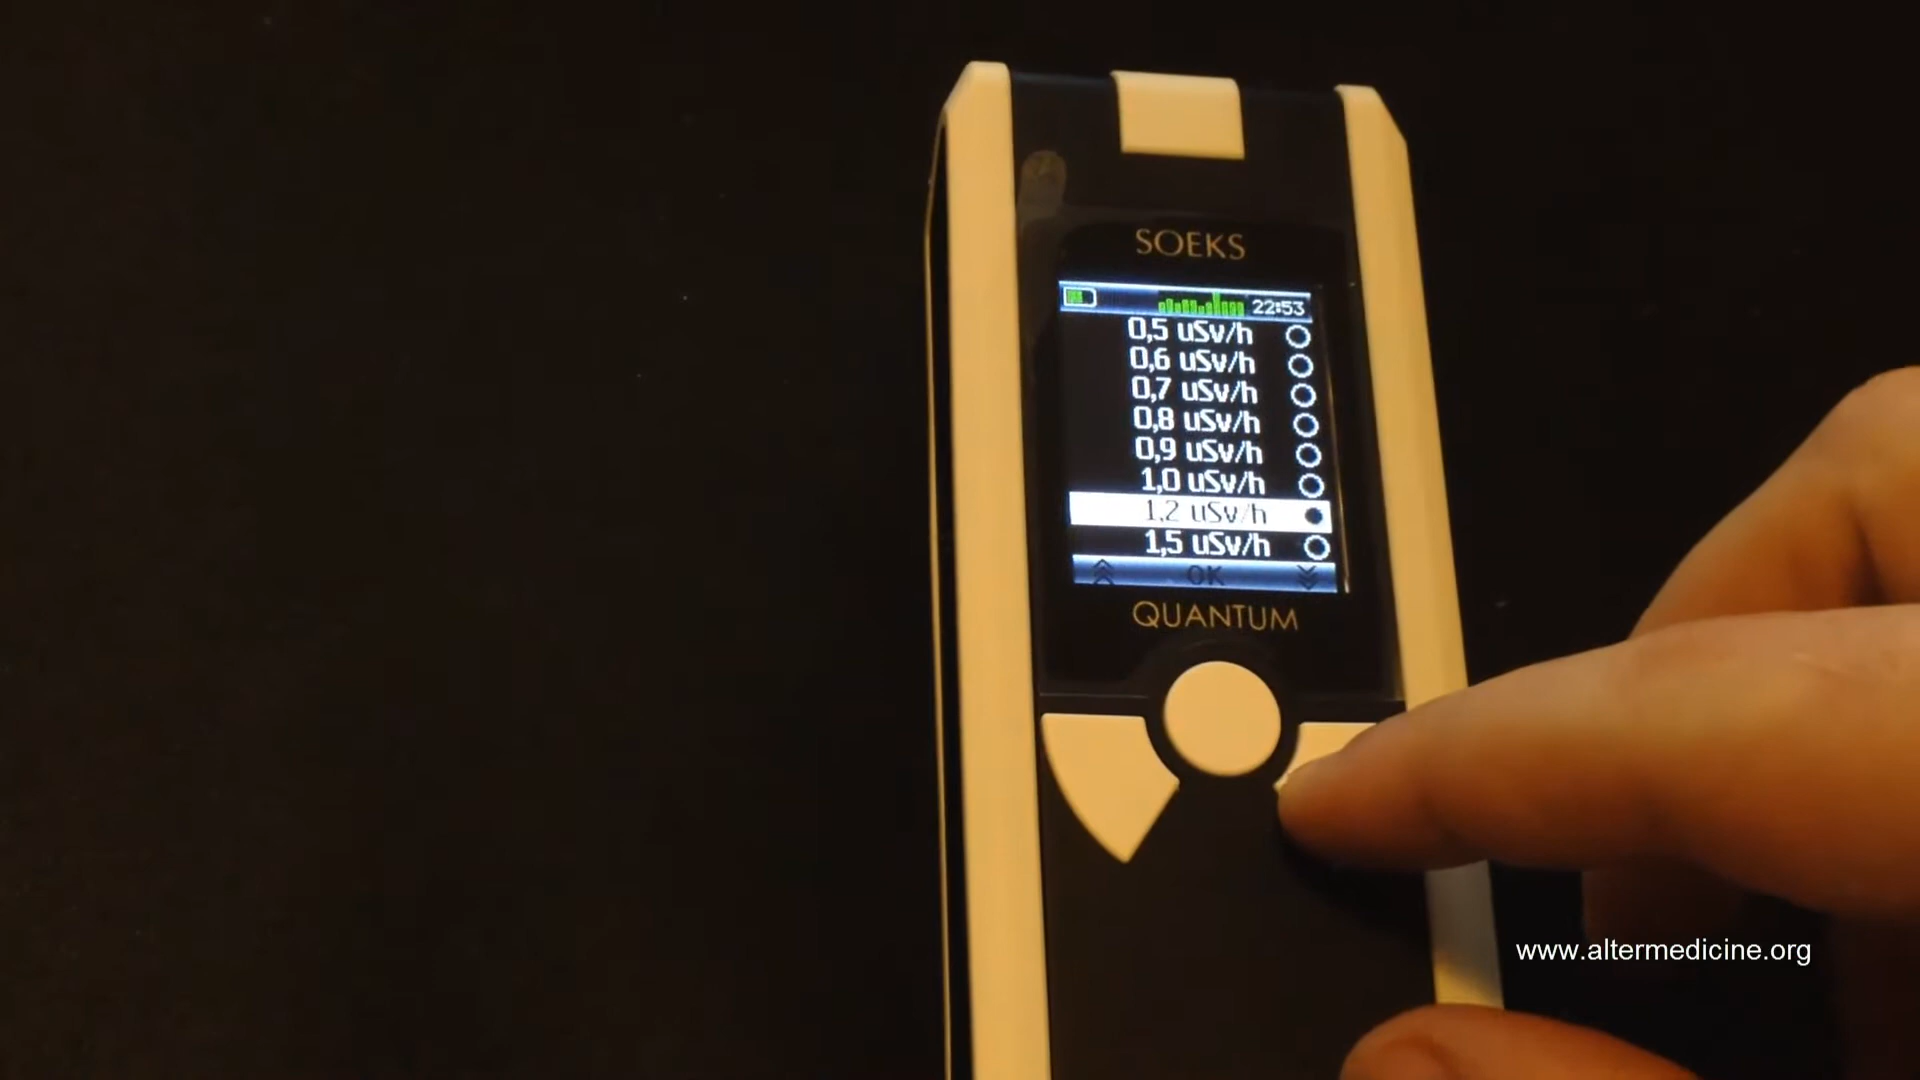 SOEKS
22:53
0,5 uSv/h
0,6 uSv/h
0,7 uSv/h
0,8 uSv/h
0,9 uSv/h
1,0 uSv/h
1,2 uSv/h
1,5 uSv/h
OK
QUANTUM
www.altermedicine.org